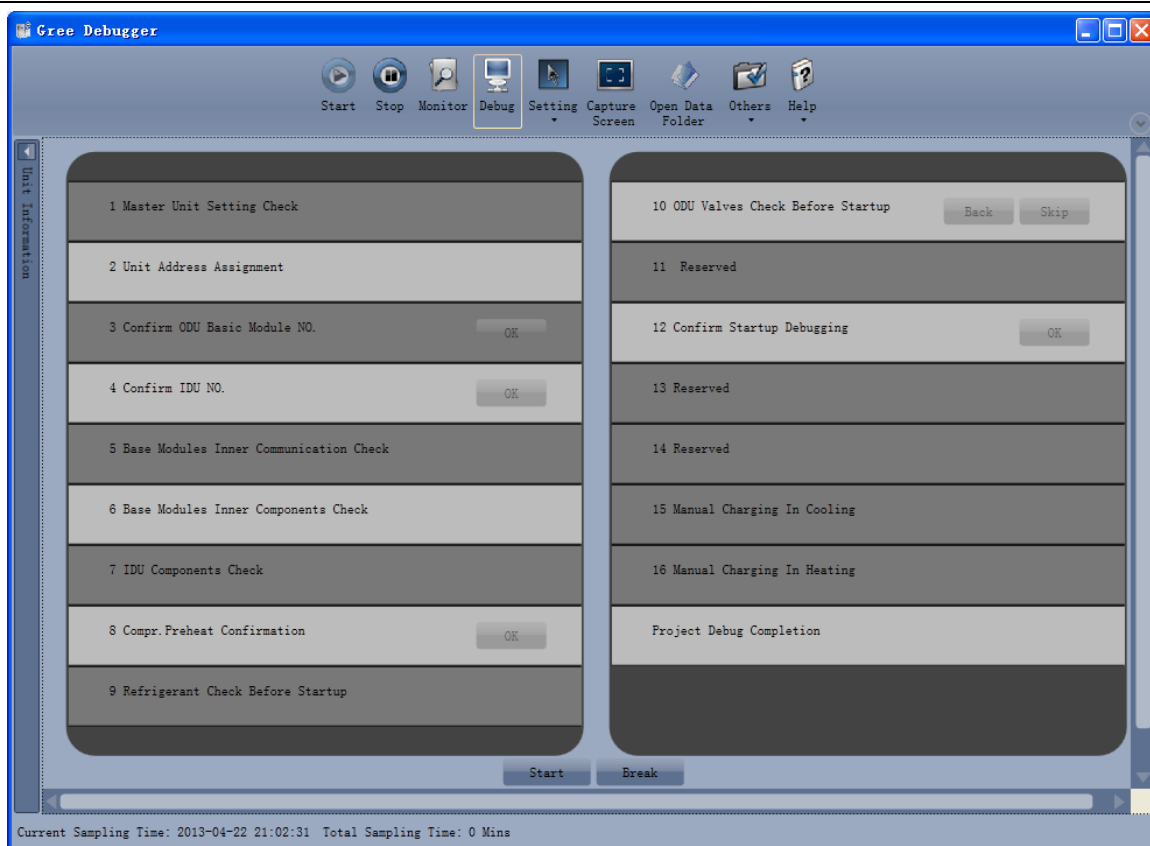 Gree Debugger
Start Stop Monitor Debug Setting Capture Screen Open Data Folder Others Help
Unit Information
1 Master Unit Setting Check
2 Unit Address Assignment
3 Confirm ODU Basic Module NO. OK
4 Confirm IDU NO. OK
5 Base Modules Inner Communication Check
6 Base Modules Inner Components Check
7 IDU Components Check
8 Compr.Preheat Confirmation OK
9 Refrigerant Check Before Startup
10 ODU Valves Check Before Startup Back Skip
11 Reserved
12 Confirm Startup Debugging OK
13 Reserved
14 Reserved
15 Manual Charging In Cooling
16 Manual Charging In Heating
Project Debug Completion
Start Break
Current Sampling Time: 2013-04-22 21:02:31 Total Sampling Time: 0 Mins